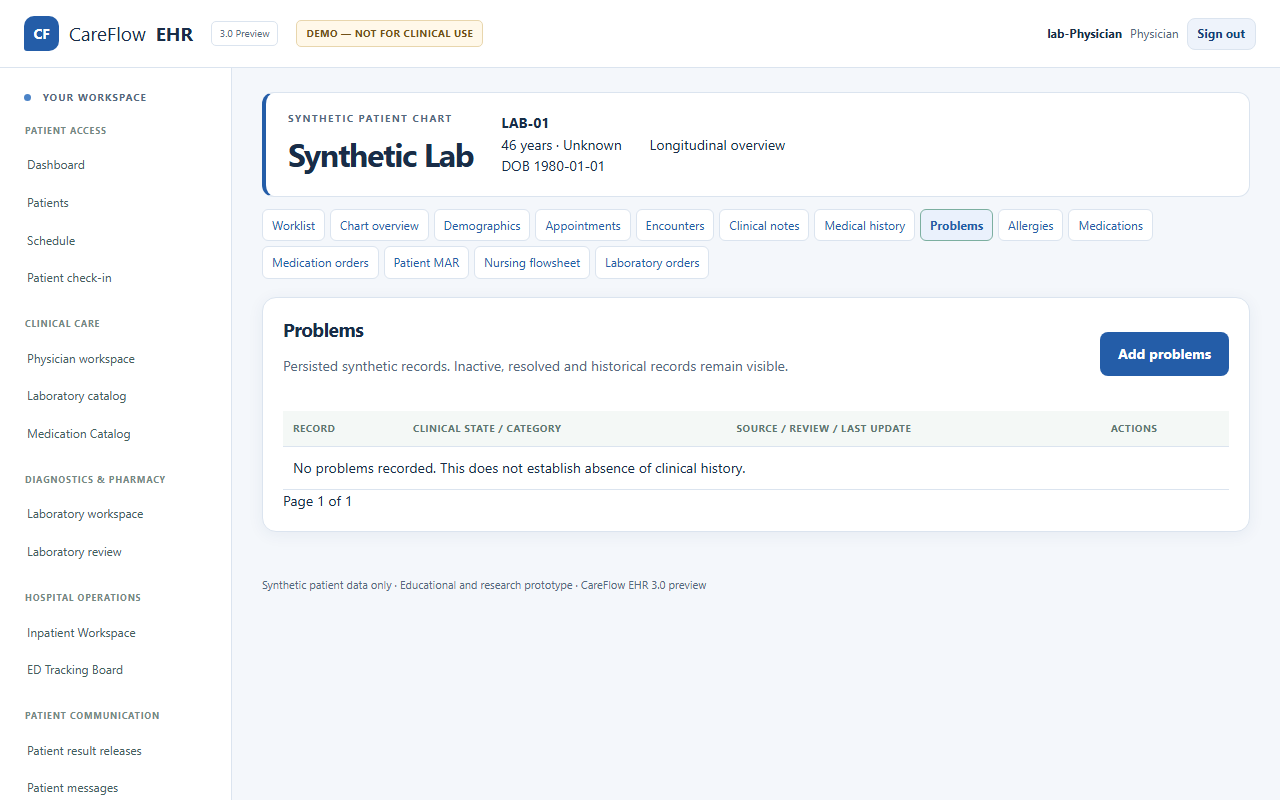 CF CareFlow EHR 3.0 Preview DEMO — NOT FOR CLINICAL USE lab-Physician Physician Sign out
YOUR WORKSPACE
PATIENT ACCESS
Dashboard
Patients
Schedule
Patient check-in
CLINICAL CARE
Physician workspace
Laboratory catalog
Medication Catalog
DIAGNOSTICS & PHARMACY
Laboratory workspace
Laboratory review
HOSPITAL OPERATIONS
Inpatient Workspace
ED Tracking Board
PATIENT COMMUNICATION
Patient result releases
Patient messages
SYNTHETIC PATIENT CHART
Synthetic Lab
LAB-01
46 years · Unknown Longitudinal overview
DOB 1980-01-01
Worklist Chart overview Demographics Appointments Encounters Clinical notes Medical history Problems Allergies Medications
Medication orders Patient MAR Nursing flowsheet Laboratory orders
Problems
Persisted synthetic records. Inactive, resolved and historical records remain visible.
Add problems
RECORD CLINICAL STATE / CATEGORY SOURCE / REVIEW / LAST UPDATE ACTIONS
No problems recorded. This does not establish absence of clinical history.
Page 1 of 1
Synthetic patient data only · Educational and research prototype · CareFlow EHR 3.0 preview